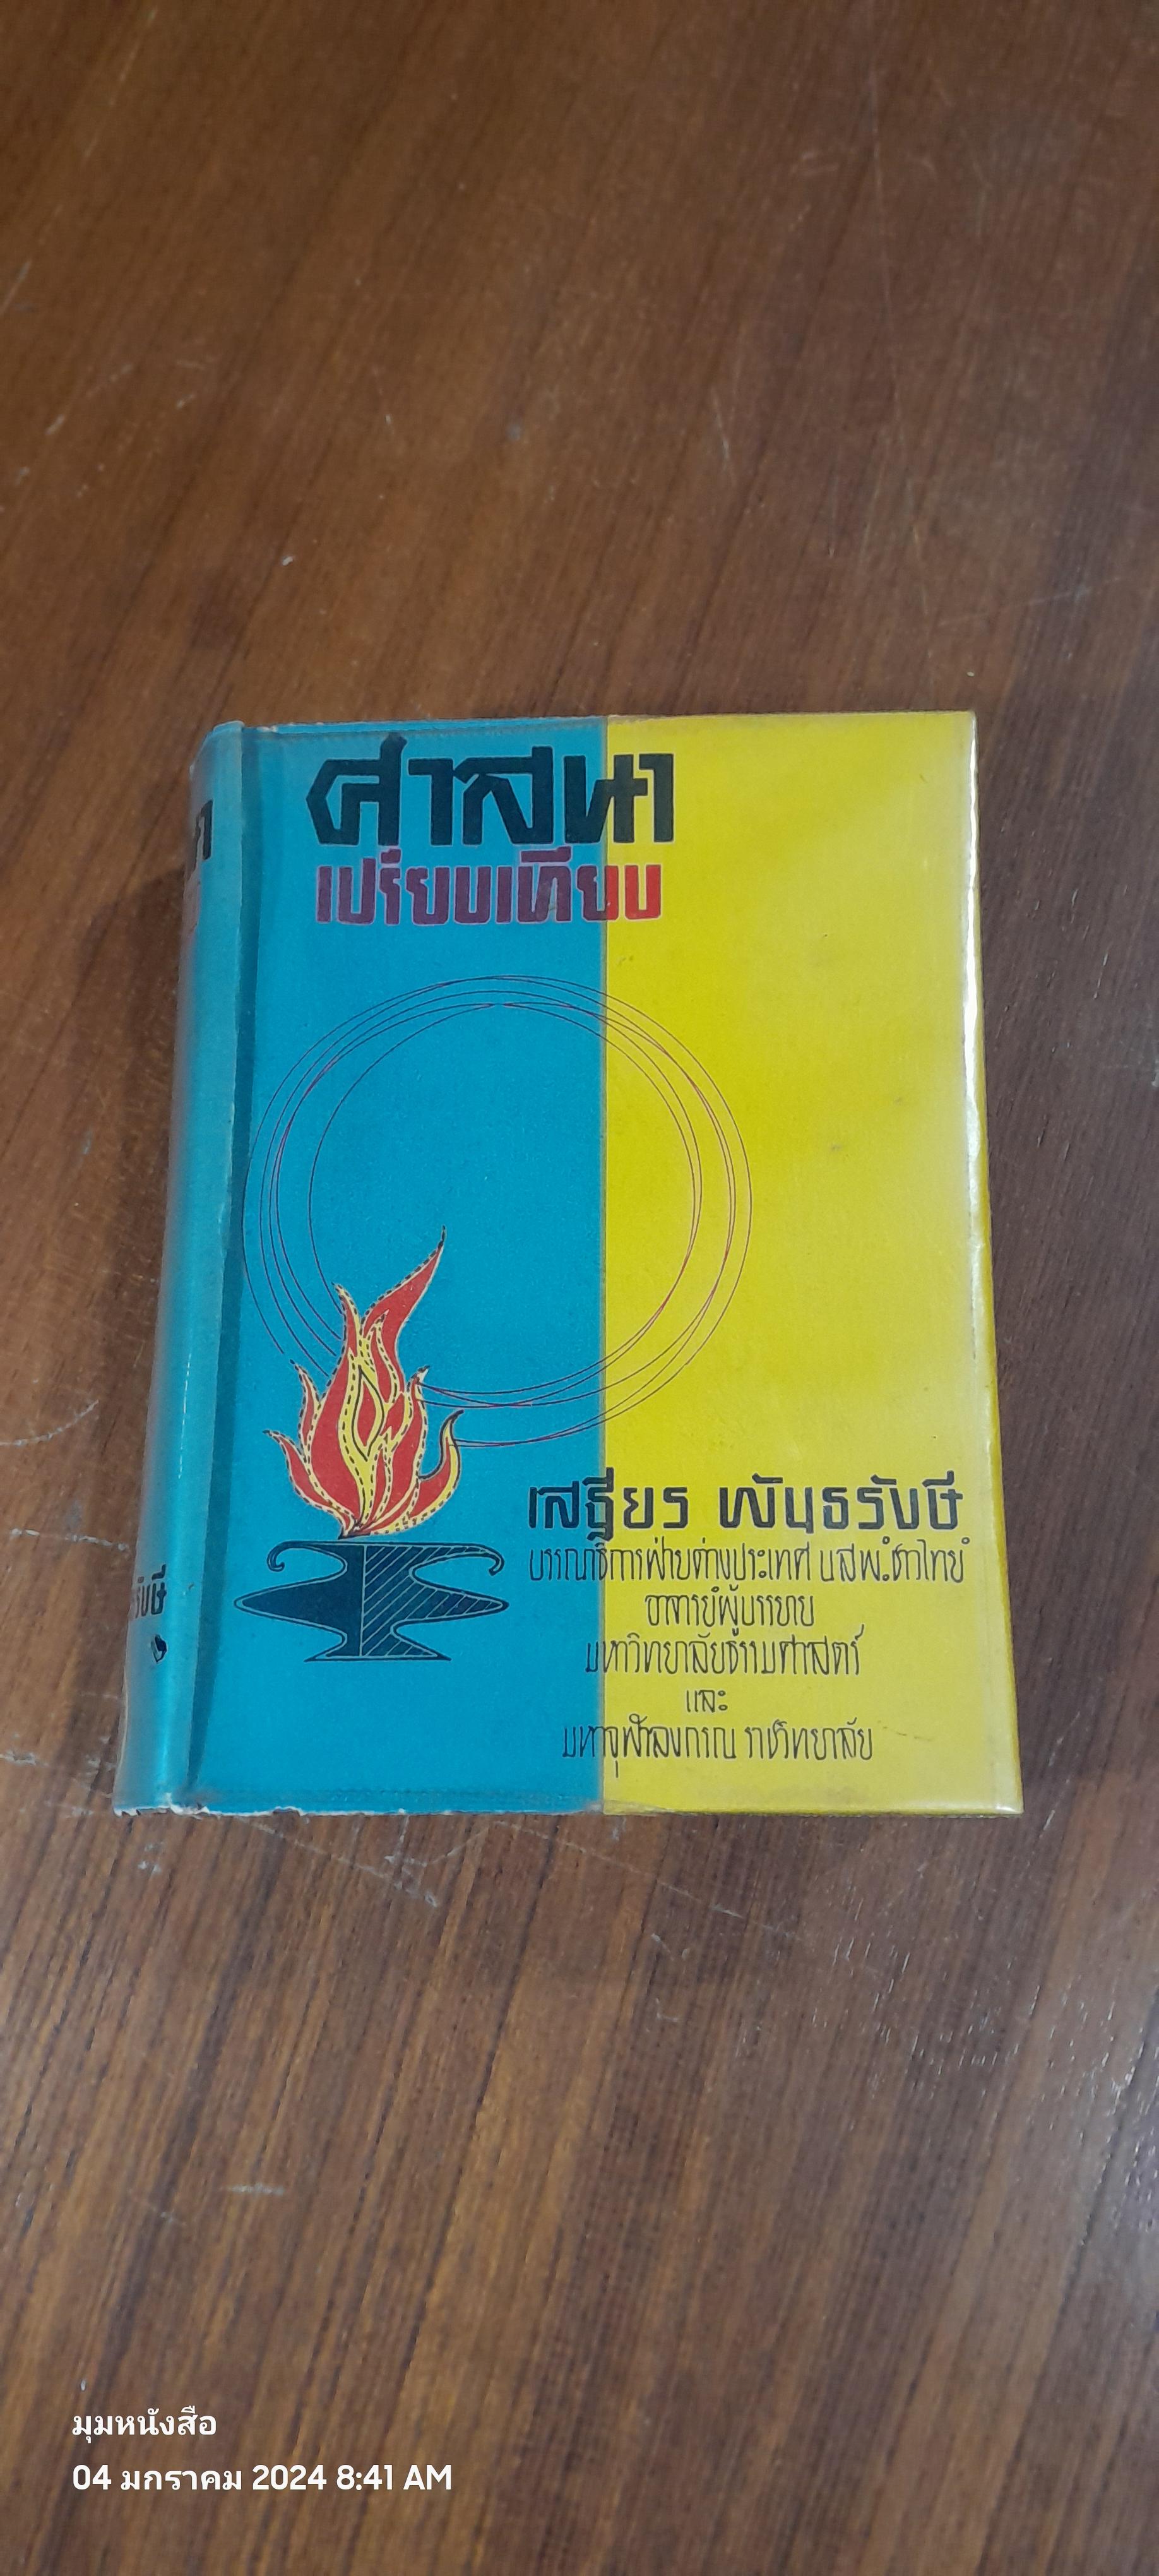 ศาสนา
เปรียบเทียบ
เสฐียร พันธรังษี
บรรณาธิการฝ่ายต่างประเทศ น.ส.พ.ชาวไทย
อาจารย์ผู้บรรยาย
มหาวิทยาลัยธรรมศาสตร์
และ
มหาจุฬาลงกรณ ราชวิทยาลัย
มุมหนังสือ
04 มกราคม 2024 8:41 AM